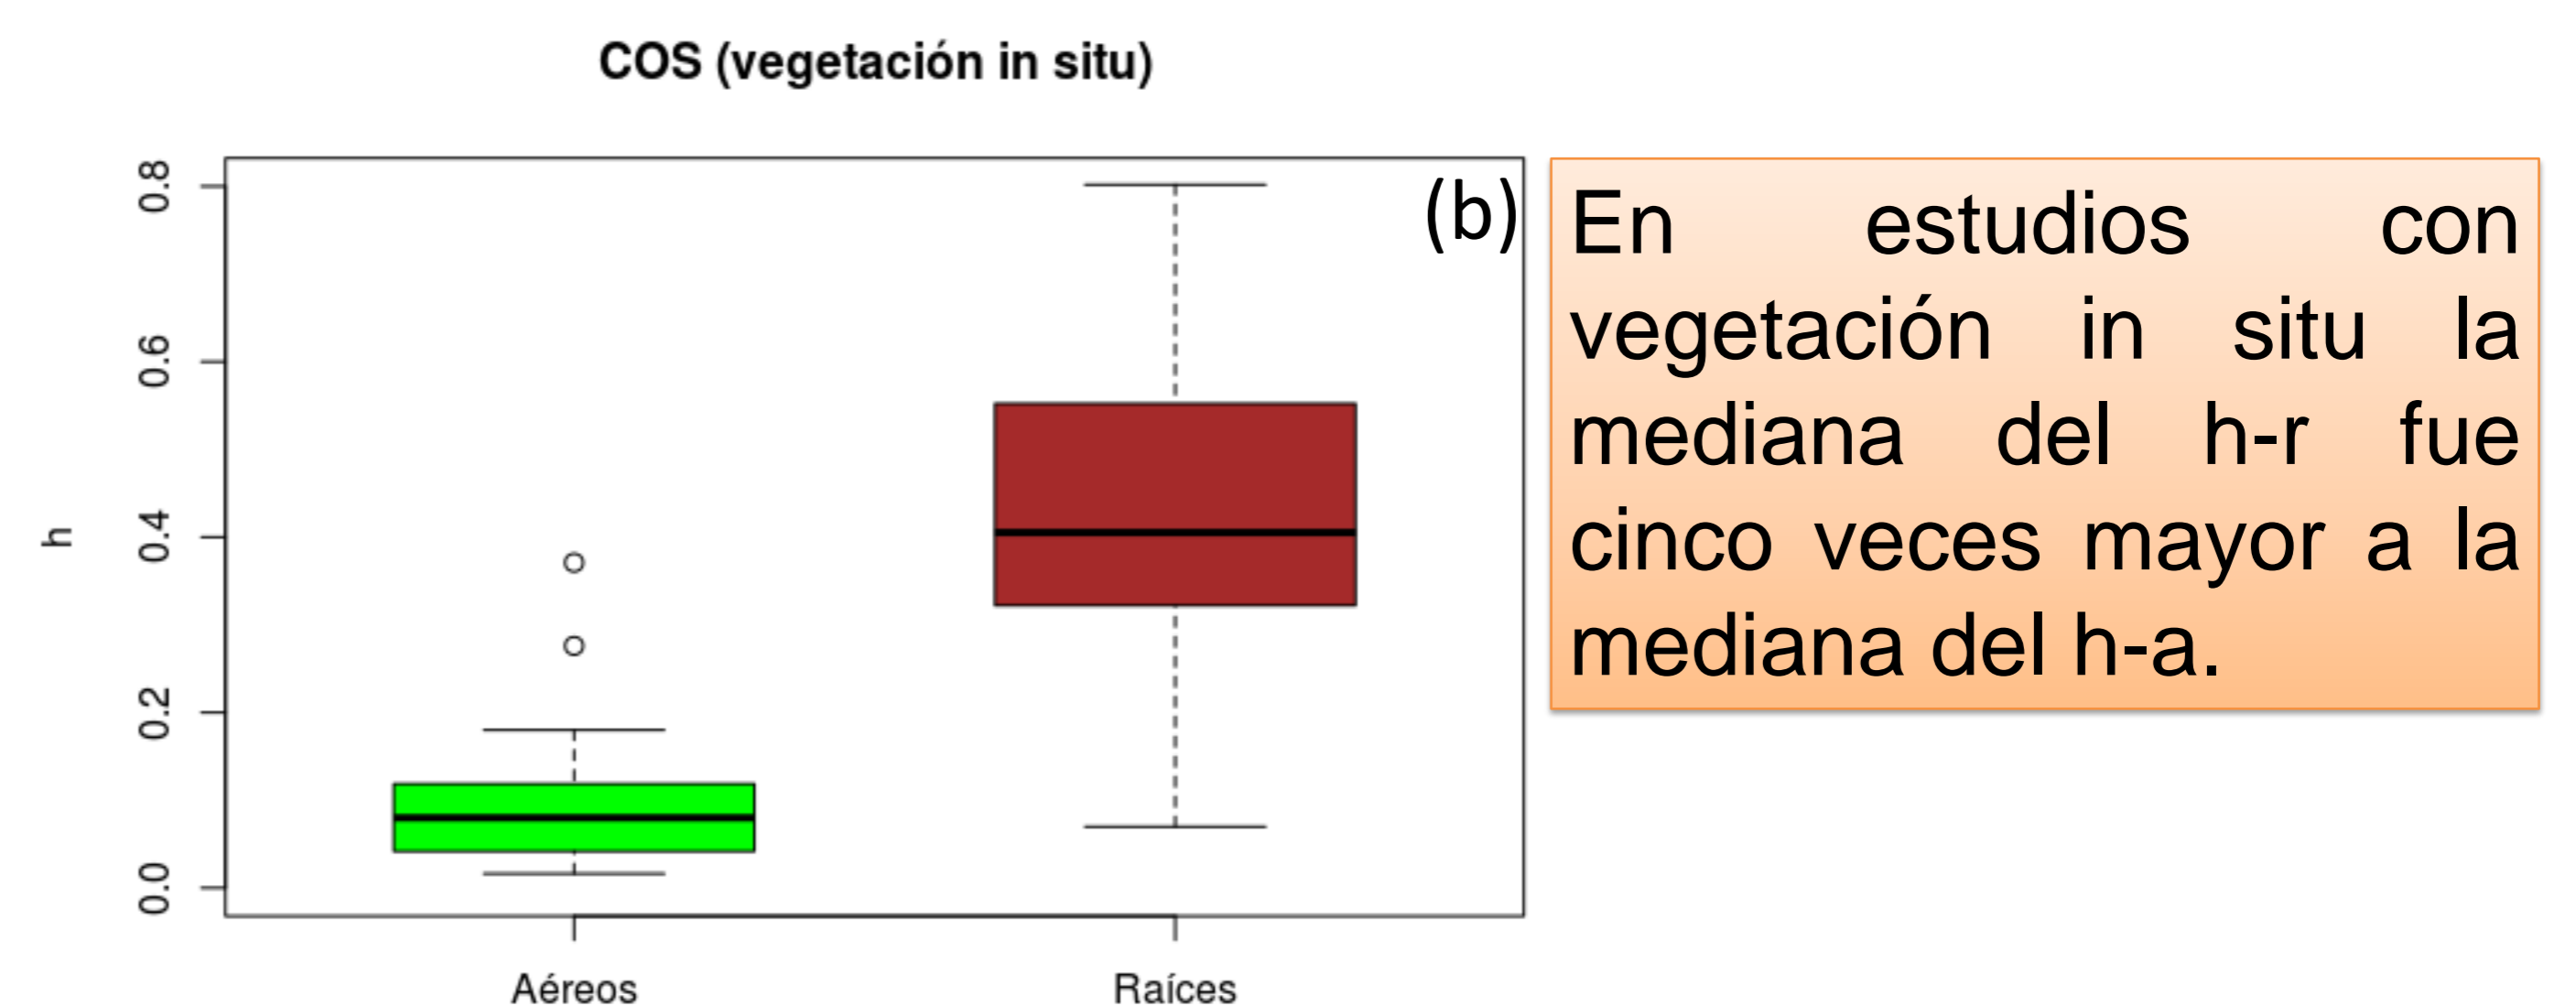 COS (vegetación in situ)
0.8
0.6
0.4
0.2
0.0
h
Aéreos
Raíces
(b)
En estudios con
vegetación in situ la
mediana del h-r fue
cinco veces mayor a la
mediana del h-a.